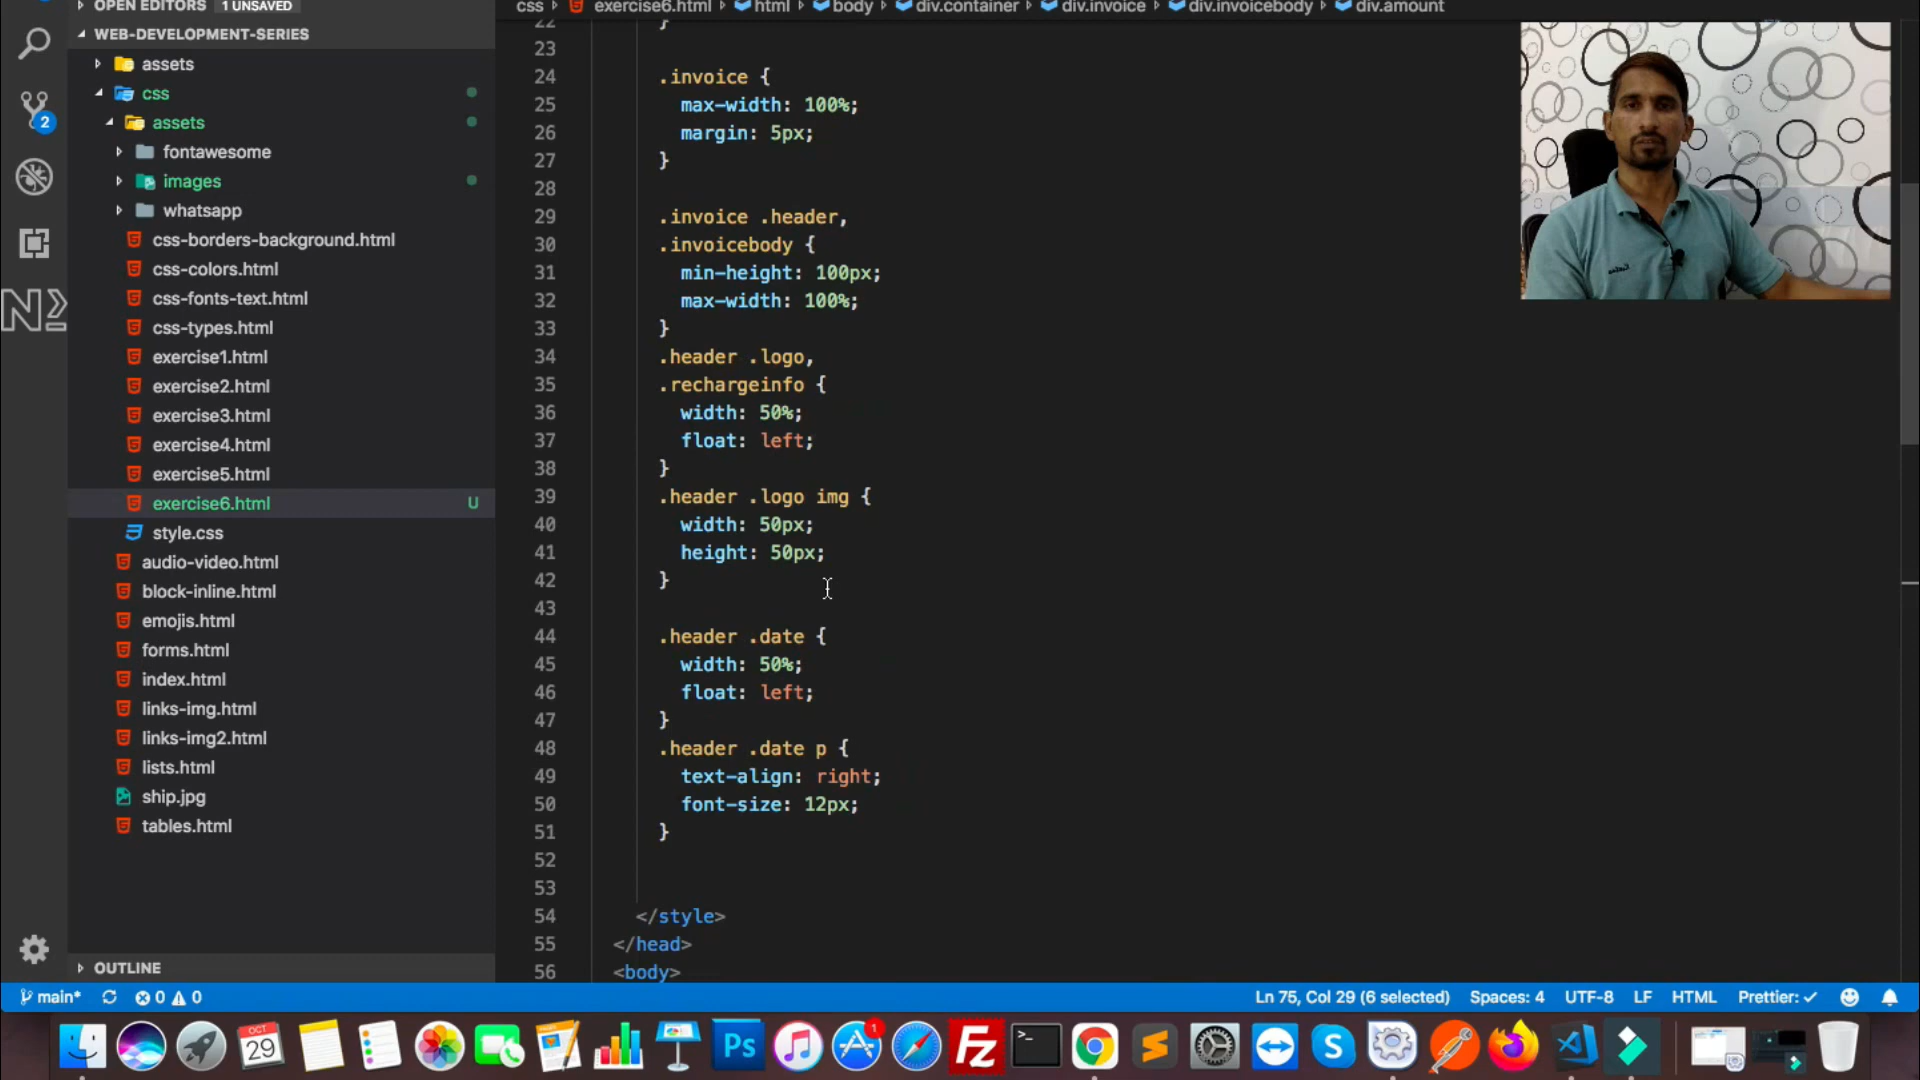 OPEN EDITORS 1 UNSAVED
WEB-DEVELOPMENT-SERIES
assets
css
assets
fontawesome
images
whatsapp
css-borders-background.html
css-colors.html
css-fonts-text.html
css-types.html
exercise1.html
exercise2.html
exercise3.html
exercise4.html
exercise5.html
exercise6.html U
style.css
audio-video.html
block-inline.html
emojis.html
forms.html
index.html
links-img.html
links-img2.html
lists.html
ship.jpg
tables.html
OUTLINE
2
css exercise6.html html body div.container div.invoice div.invoicebody div.amount
22 }
23
24 .invoice {
25 max-width: 100%;
26 margin: 5px;
27 }
28
29 .invoice .header,
30 .invoicebody {
31 min-height: 100px;
32 max-width: 100%;
33 }
34 .header .logo,
35 .rechargeinfo {
36 width: 50%;
37 float: left;
38 }
39 .header .logo img {
40 width: 50px;
41 height: 50px;
42 }
43
44 .header .date {
45 width: 50%;
46 float: left;
47 }
48 .header .date p {
49 text-align: right;
50 font-size: 12px;
51 }
52
53
54 </style>
55 </head>
56 <body>
main* 0 0 Ln 75, Col 29 (6 selected) Spaces: 4 UTF-8 LF HTML Prettier: ✓
OCT
29
Ps
1
Fz
>_
S